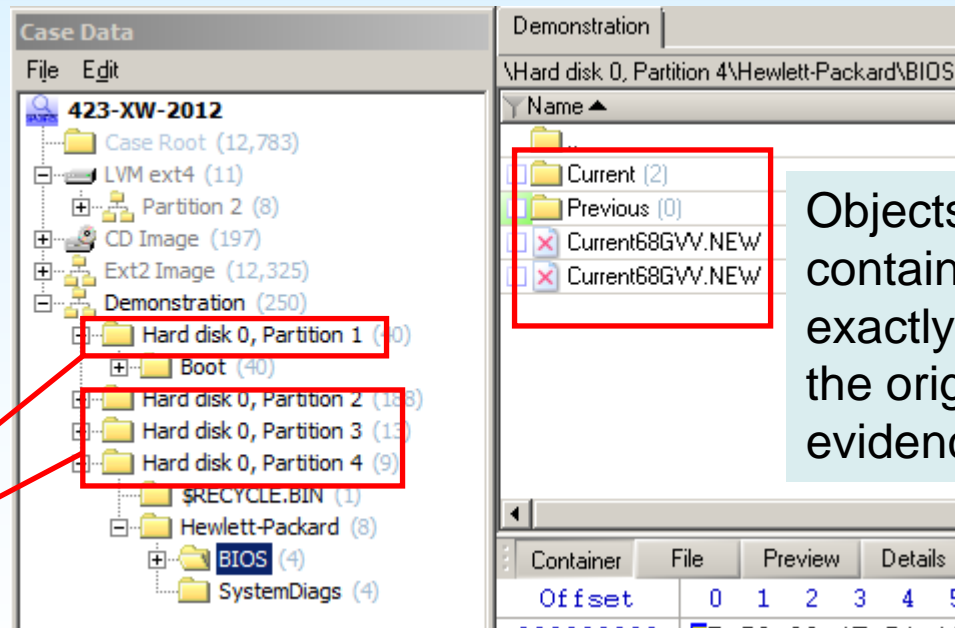 Case Data
File Edit
423-XW-2012
Case Root (12,783)
LVM ext4 (11)
Partition 2 (8)
CD Image (197)
Ext2 Image (12,325)
Demonstration (250)
Hard disk 0, Partition 1 (40)
Boot (40)
Hard disk 0, Partition 2 (188)
Hard disk 0, Partition 3 (13)
Hard disk 0, Partition 4 (9)
$RECYCLE.BIN (1)
Hewlett-Packard (8)
BIOS (4)
SystemDiags (4)
Demonstration
\Hard disk 0, Partition 4\Hewlett-Packard\BIOS
Name
..
Current (2)
Previous (0)
Current68GVV.NEW
Current68GVV.NEW
Objects
contain
exactly
the orig
evidenc
Container File Preview Details
Offset 0 1 2 3 4 5